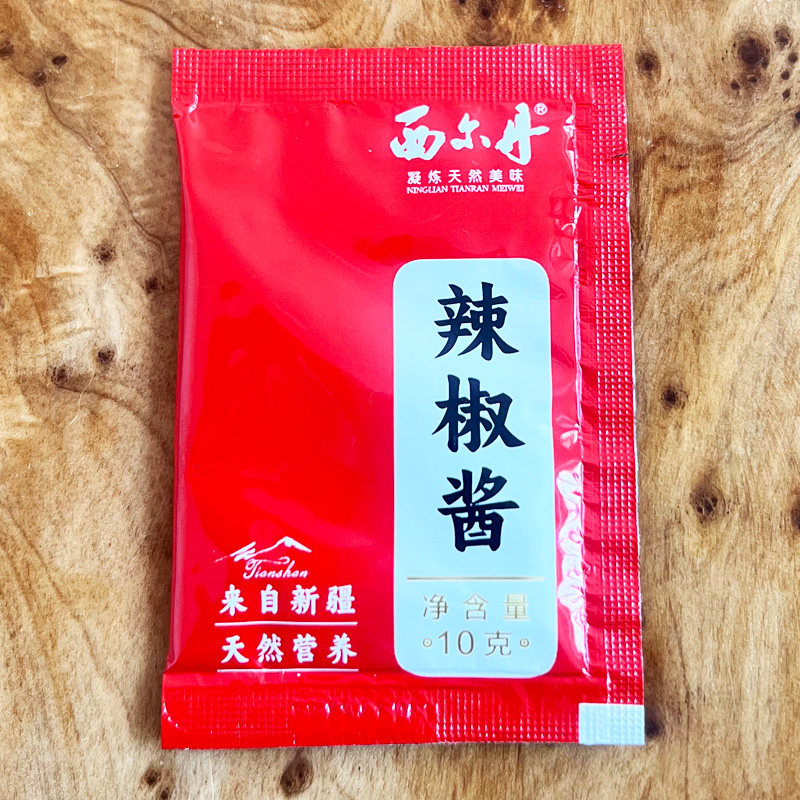 西尔丹®
凝炼天然美味
NINGLIAN TIANRAN MEIWEI
辣椒酱
净含量
10克
Tianshan
来自新疆
天然营养